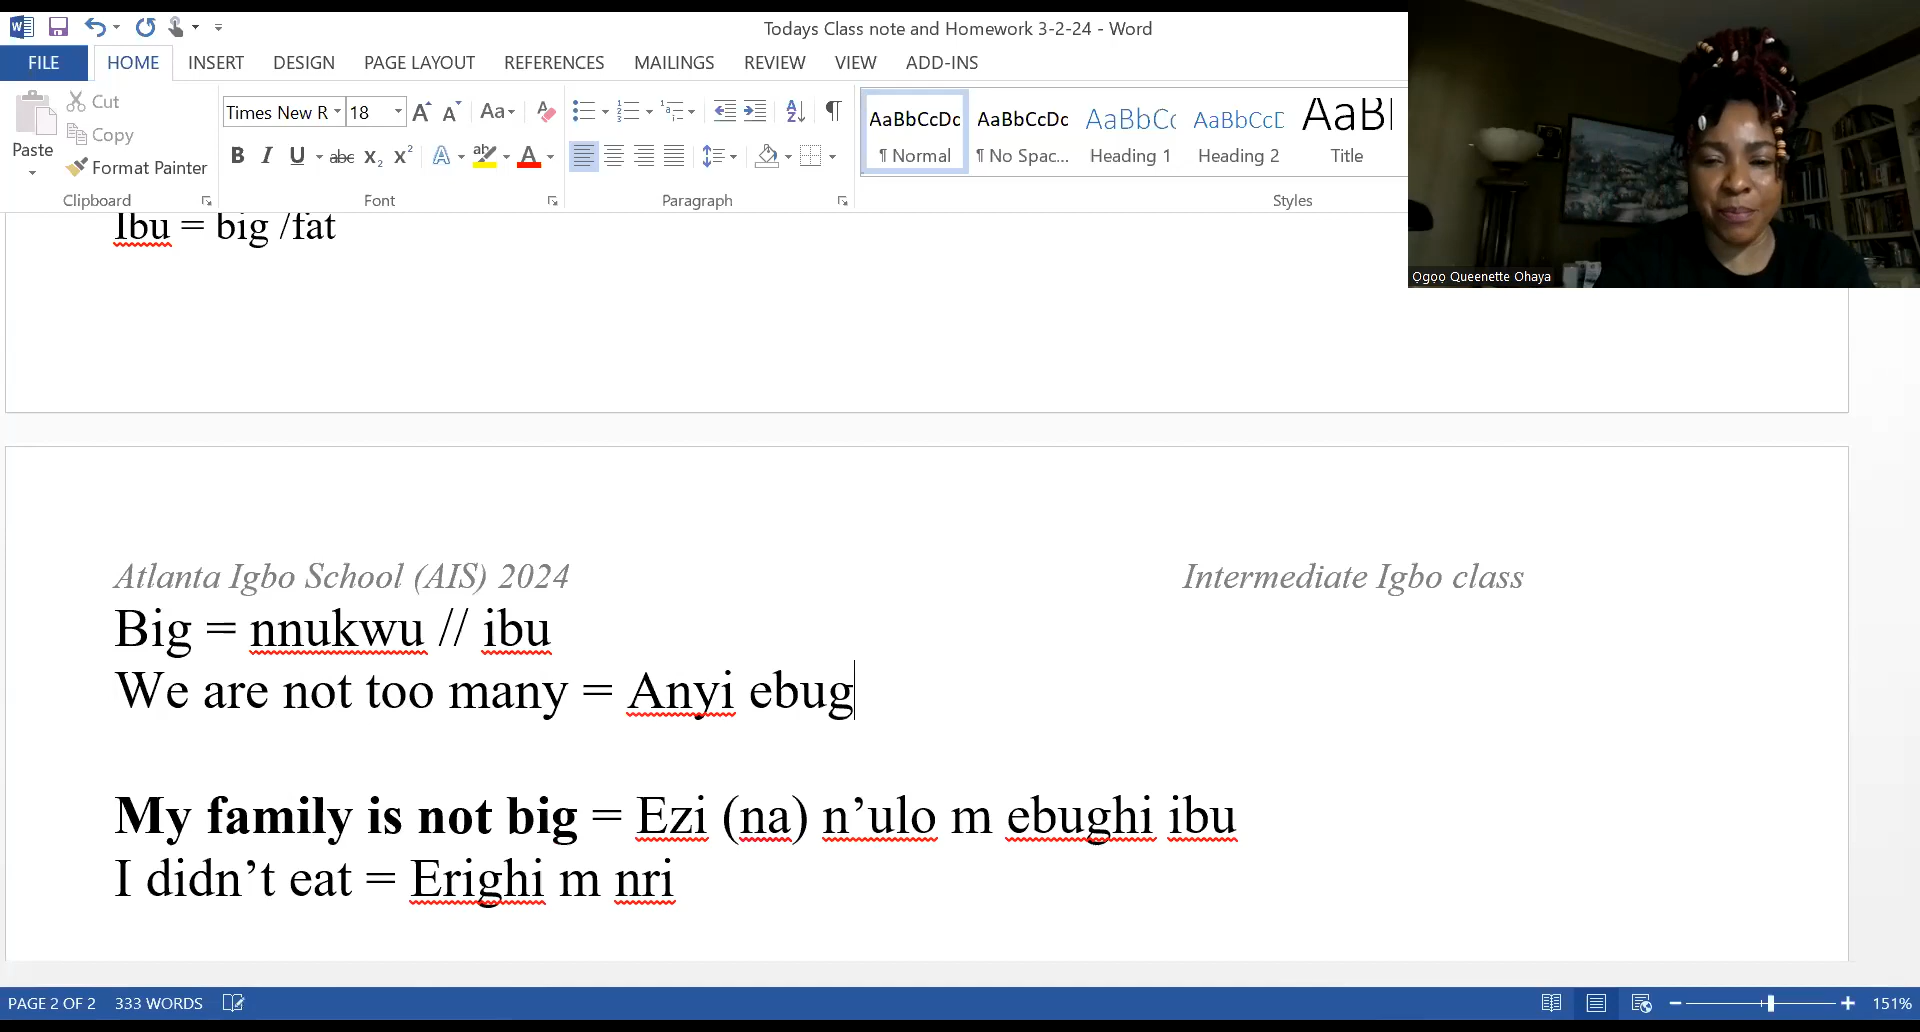 Todays Class note and Homework 3-2-24 - Word
FILE HOME INSERT DESIGN PAGE LAYOUT REFERENCES MAILINGS REVIEW VIEW ADD-INS
Paste
Cut
Copy
Format Painter
Clipboard
Times New R 18
Font
Paragraph
AaBbCcDc AaBbCcDc AaBbCc AaBbCcD AaBl
¶ Normal ¶ No Spac... Heading 1 Heading 2 Title
Styles
Ọgọọ Queenette Ohaya
Ibu = big /fat
Atlanta Igbo School (AIS) 2024 Intermediate Igbo class
Big = nnukwu // ibu
We are not too many = Anyi ebug
My family is not big = Ezi (na) n’ulo m ebughi ibu
I didn’t eat = Erighi m nri
PAGE 2 OF 2 333 WORDS 151%